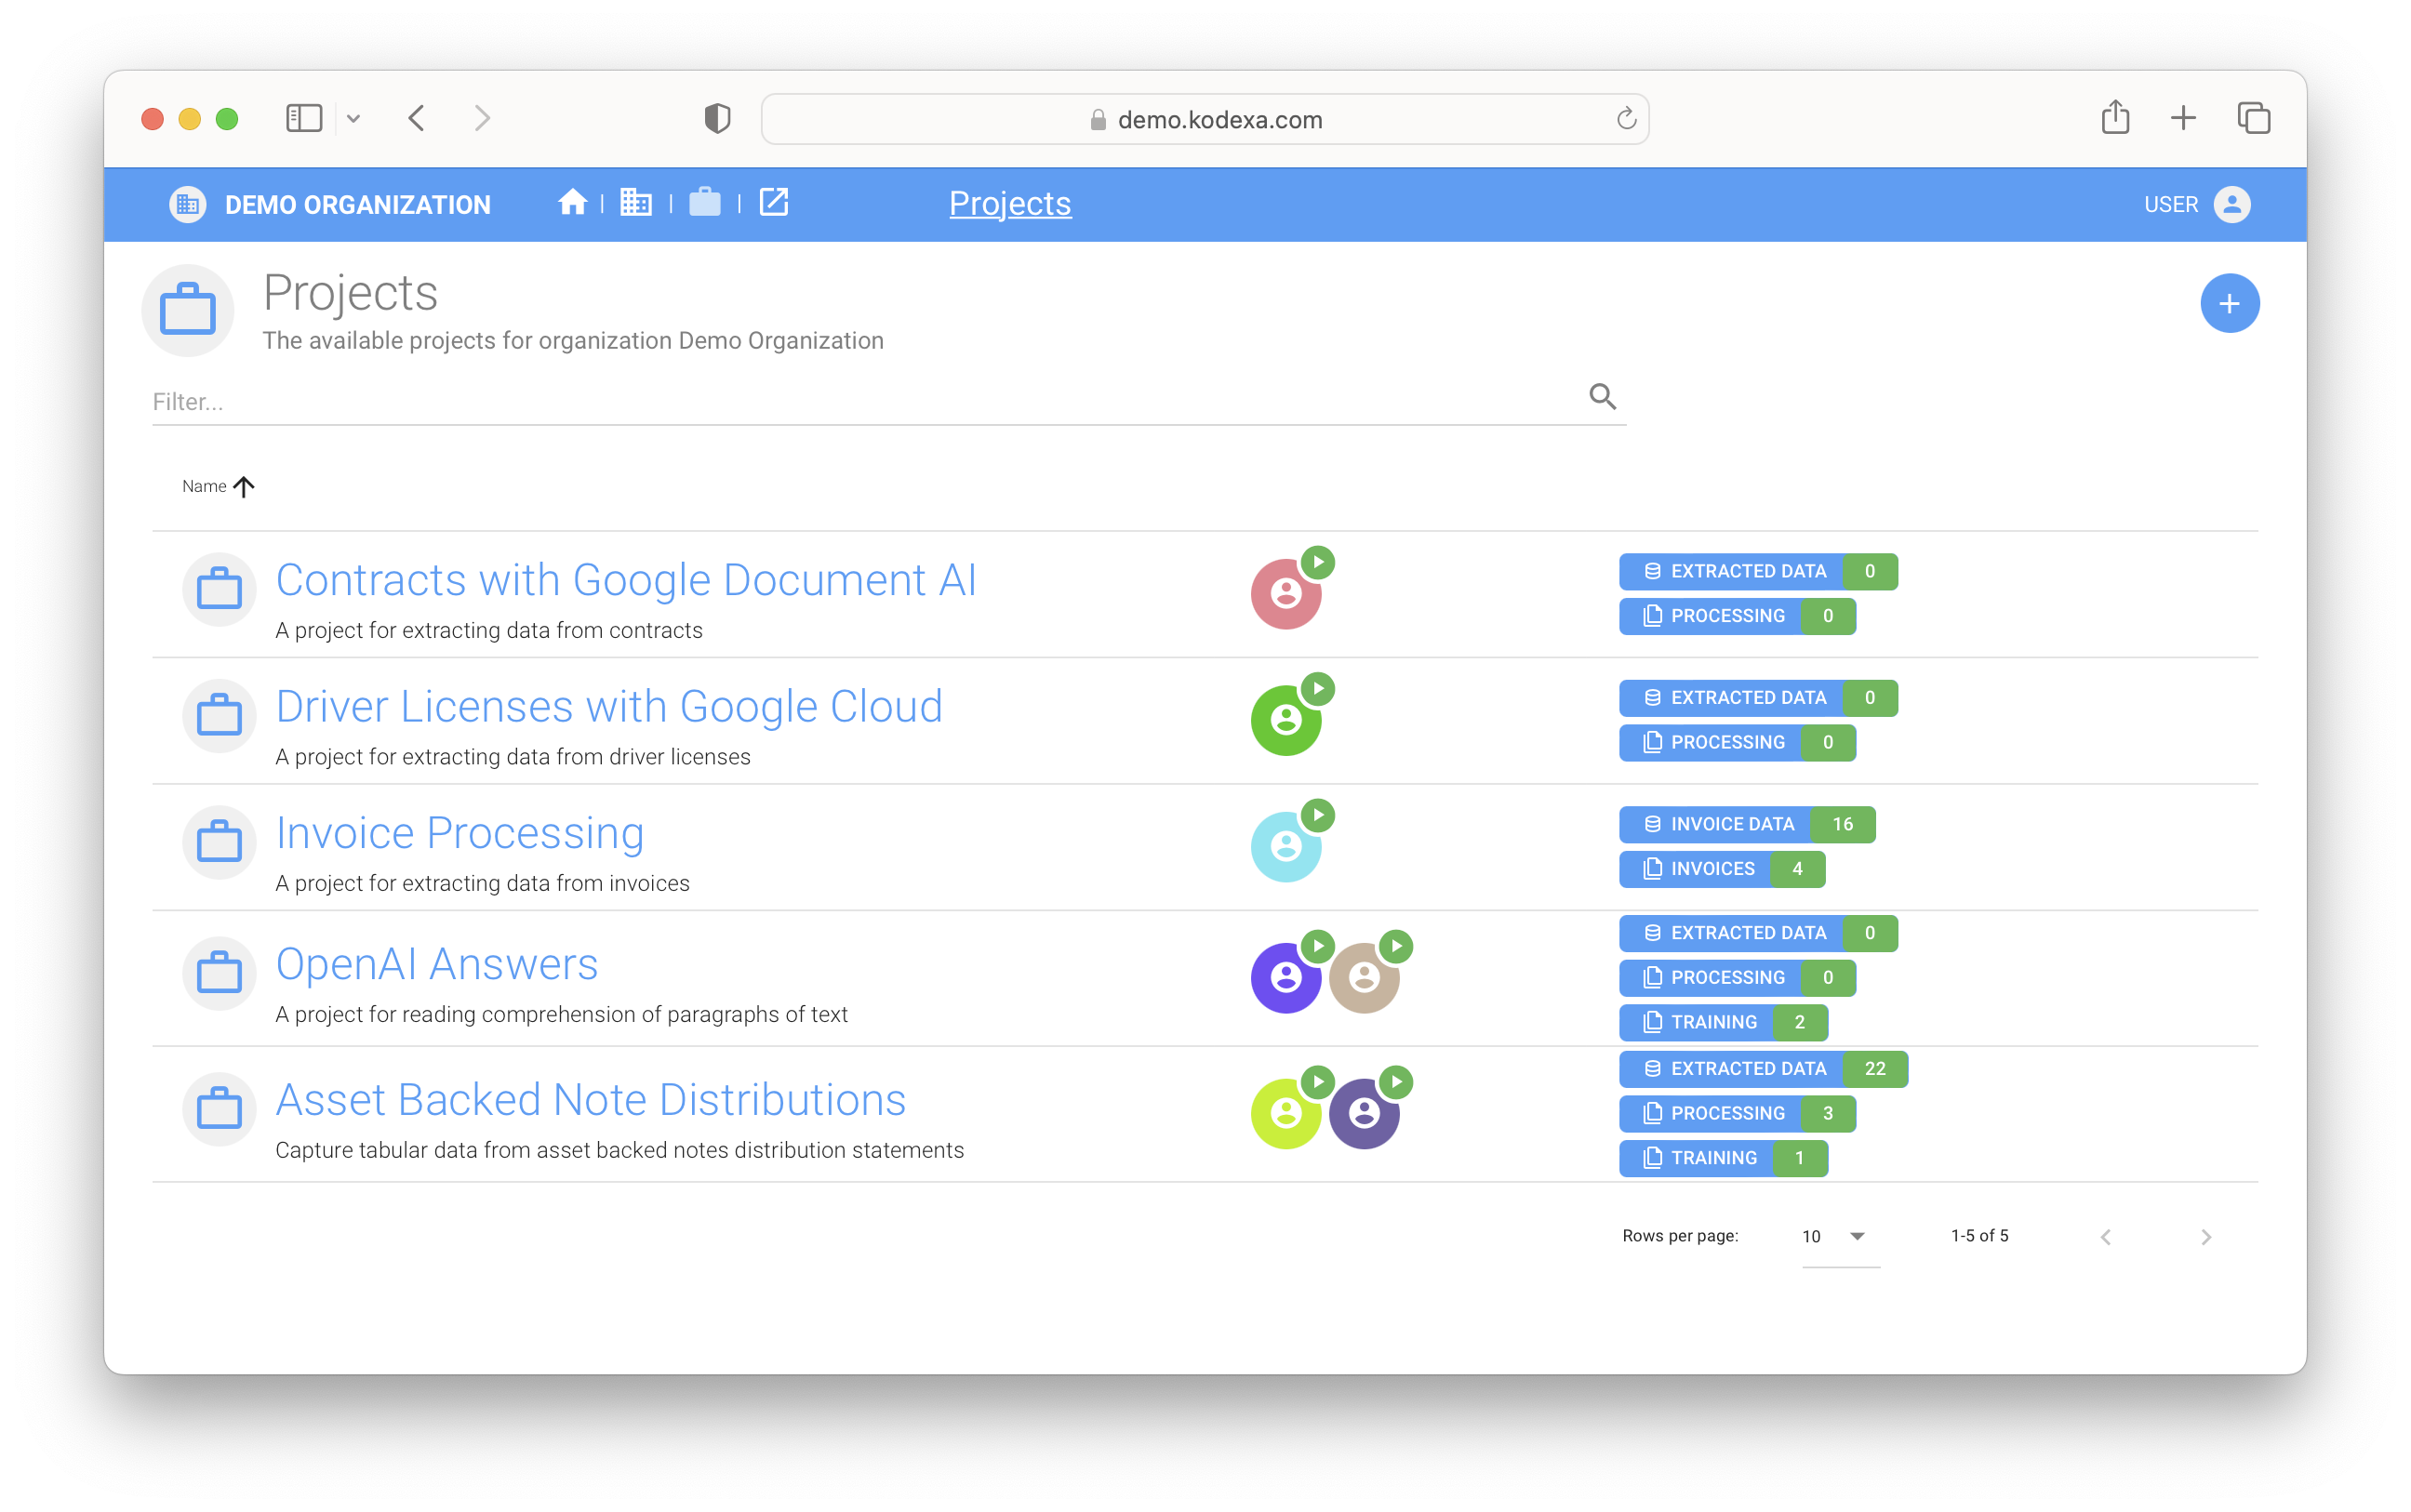 demo.kodexa.com
DEMO ORGANIZATION
Projects
USER
Projects
The available projects for organization Demo Organization
Filter...
Name
Contracts with Google Document AI
A project for extracting data from contracts
EXTRACTED DATA 0
PROCESSING 0
Driver Licenses with Google Cloud
A project for extracting data from driver licenses
EXTRACTED DATA 0
PROCESSING 0
Invoice Processing
A project for extracting data from invoices
INVOICE DATA 16
INVOICES 4
OpenAI Answers
A project for reading comprehension of paragraphs of text
EXTRACTED DATA 0
PROCESSING 0
TRAINING 2
Asset Backed Note Distributions
Capture tabular data from asset backed notes distribution statements
EXTRACTED DATA 22
PROCESSING 3
TRAINING 1
Rows per page: 10 1-5 of 5